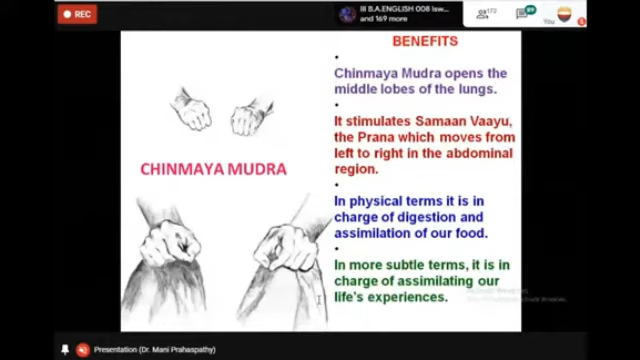 REC
III B.A.ENGLISH 008 Isw...
and 169 more
172
89
You
BENEFITS
Chinmaya Mudra opens the
middle lobes of the lungs.
It stimulates Samaan Vaayu,
the Prana which moves from
left to right in the abdominal
region.
CHINMAYA MUDRA
In physical terms it is in
charge of digestion and
assimilation of our food.
In more subtle terms, it is in
charge of assimilating our
life's experiences.
Presentation (Dr. Mani Prahaspathy)